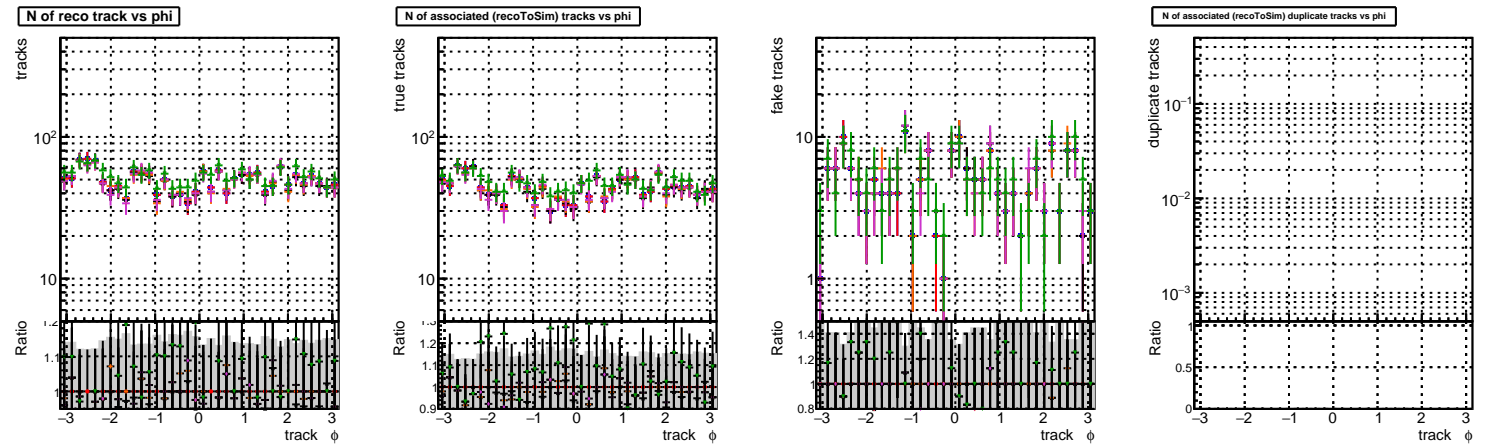 N of reco track vs phi
tracks
10²
10
Ratio
1.2
1.1
1
−3 −2 −1 0 1 2 3
track φ
N of associated (recoToSim) tracks vs phi
true tracks
10²
10
Ratio
1.3
1.2
1.1
1
0.9
−3 −2 −1 0 1 2 3
track φ
fake tracks
10
1
Ratio
1.4
1.2
1
0.8
−3 −2 −1 0 1 2 3
track φ
N of associated (recoToSim) duplicate tracks vs phi
duplicate tracks
10⁻¹
10⁻²
10⁻³
Ratio
1
0.5
0
−3 −2 −1 0 1 2 3
track φ